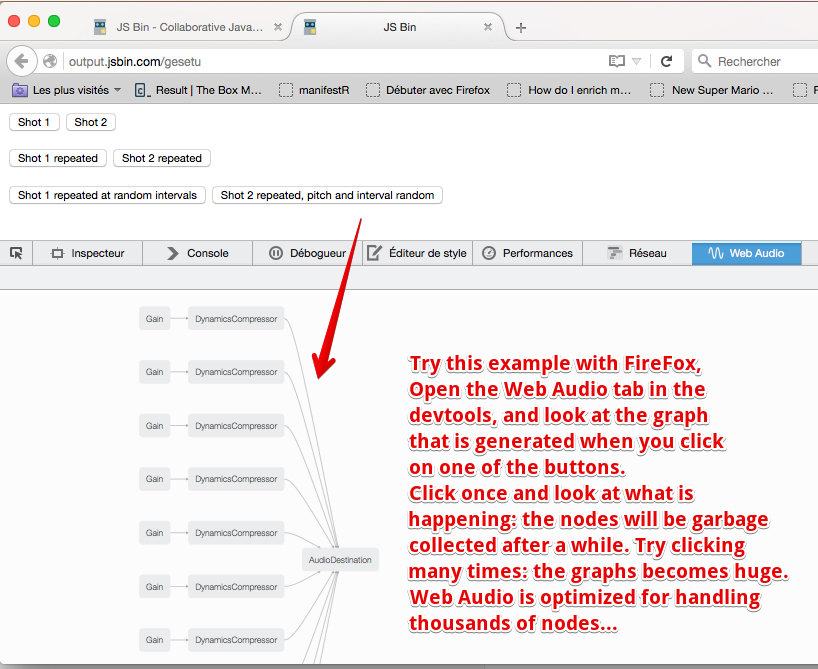 JS Bin - Collaborative Java...
JS Bin
output.jsbin.com/gesetu
Rechercher
Les plus visités
Result | The Box M...
manifestR
Débuter avec Firefox
How do I enrich m...
New Super Mario ...
Shot 1
Shot 2
Shot 1 repeated
Shot 2 repeated
Shot 1 repeated at random intervals
Shot 2 repeated, pitch and interval random
Inspecteur
Console
Débogueur
Éditeur de style
Performances
Réseau
Web Audio
Gain
DynamicsCompressor
Gain
DynamicsCompressor
Gain
DynamicsCompressor
Gain
DynamicsCompressor
Gain
DynamicsCompressor
AudioDestination
Gain
DynamicsCompressor
Gain
DynamicsCompressor
Try this example with FireFox,
Open the Web Audio tab in the
devtools, and look at the graph
that is generated when you click
on one of the buttons.
Click once and look at what is
happening: the nodes will be garbage
collected after a while. Try clicking
many times: the graphs becomes huge.
Web Audio is optimized for handling
thousands of nodes...